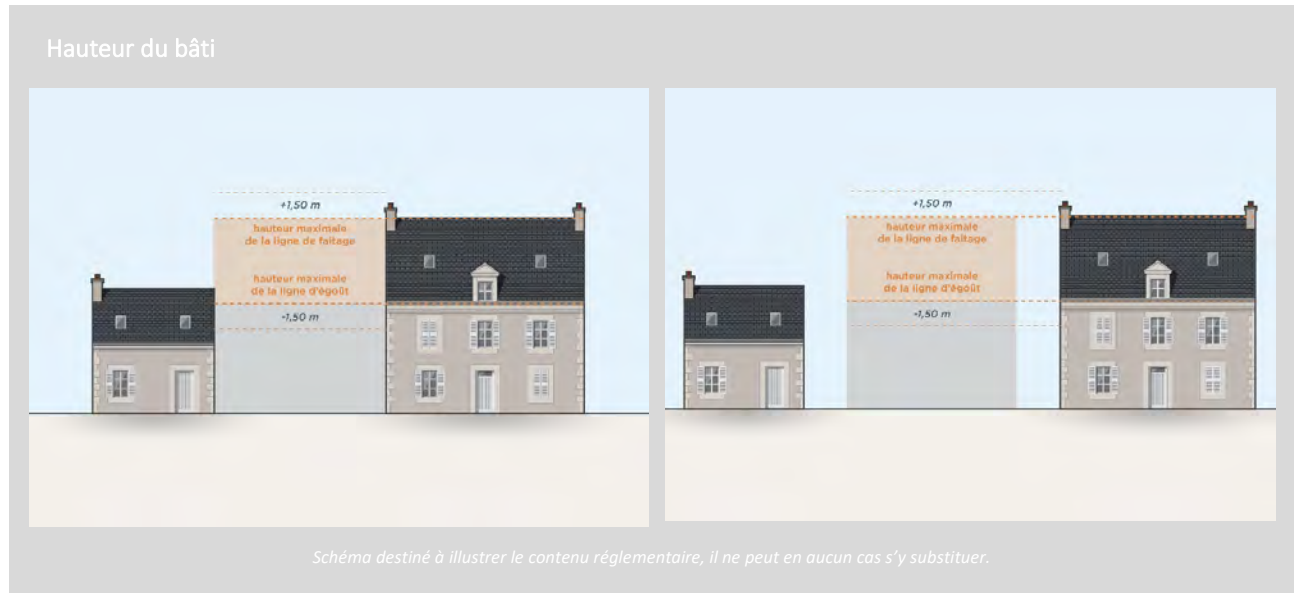 Hauteur du bâti
+1,50 m
hauteur maximale
de la ligne de faîtage
hauteur maximale
de la ligne d'égoût
-1,50 m
+1,50 m
hauteur maximale
de la ligne de faîtage
hauteur maximale
de la ligne d'égoût
-1,50 m
Schéma destiné à illustrer le contenu réglementaire, il ne peut en aucun cas s'y substituer.